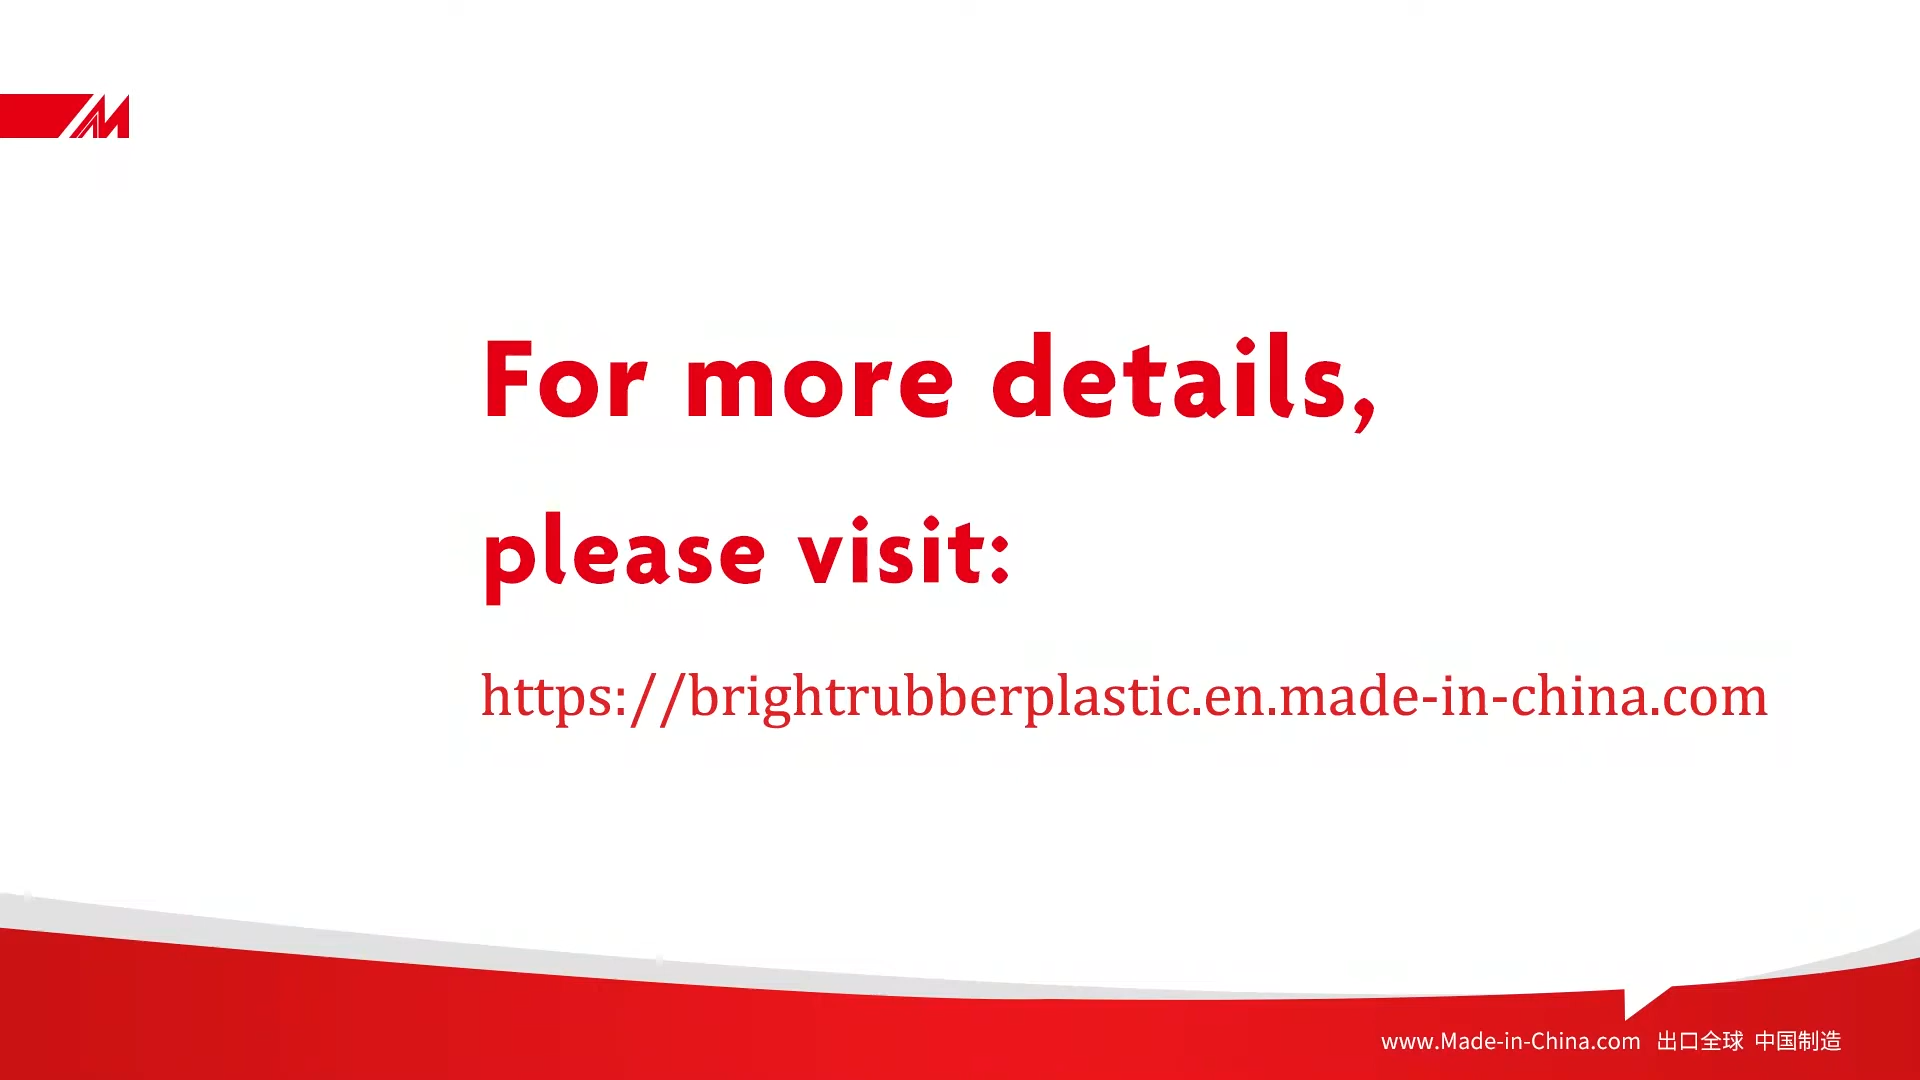 For more details,
please visit:
https://brightrubberplastic.en.made-in-china.com
www.Made-in-China.com 出口全球 中国制造